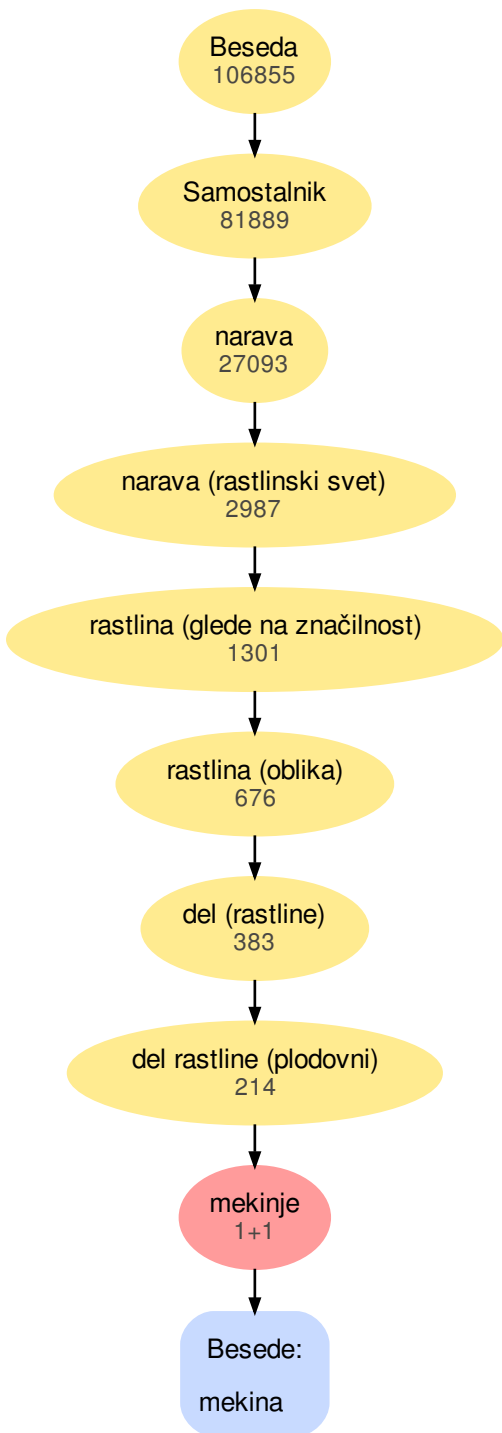 Beseda
106855
Samostalnik
81889
narava
27093
narava (rastlinski svet)
2987
rastlina (glede na značilnost)
1301
rastlina (oblika)
676
del (rastline)
383
del rastline (plodovni)
214
mekinje
1+1
Besede:
mekina